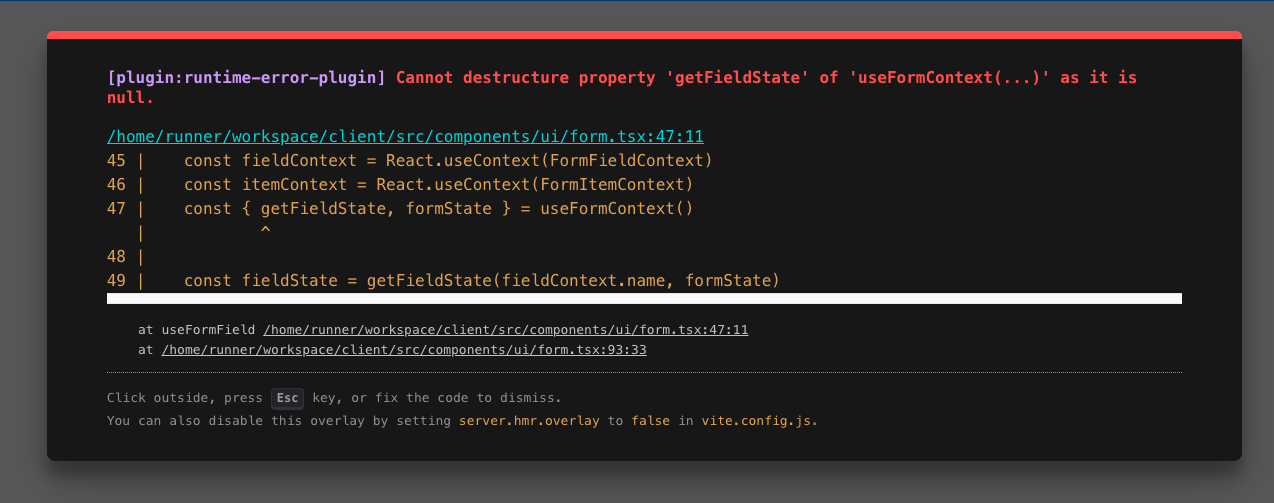 [plugin:runtime-error-plugin] Cannot destructure property 'getFieldState' of 'useFormContext(...)' as it is
null.
/home/runner/workspace/client/src/components/ui/form.tsx:47:11
45 |    const fieldContext = React.useContext(FormFieldContext)
46 |    const itemContext = React.useContext(FormItemContext)
47 |    const { getFieldState, formState } = useFormContext()
   |            ^
48 |
49 |    const fieldState = getFieldState(fieldContext.name, formState)
at useFormField /home/runner/workspace/client/src/components/ui/form.tsx:47:11
at /home/runner/workspace/client/src/components/ui/form.tsx:93:33
Click outside, press Esc key, or fix the code to dismiss.
You can also disable this overlay by setting server.hmr.overlay to false in vite.config.js.